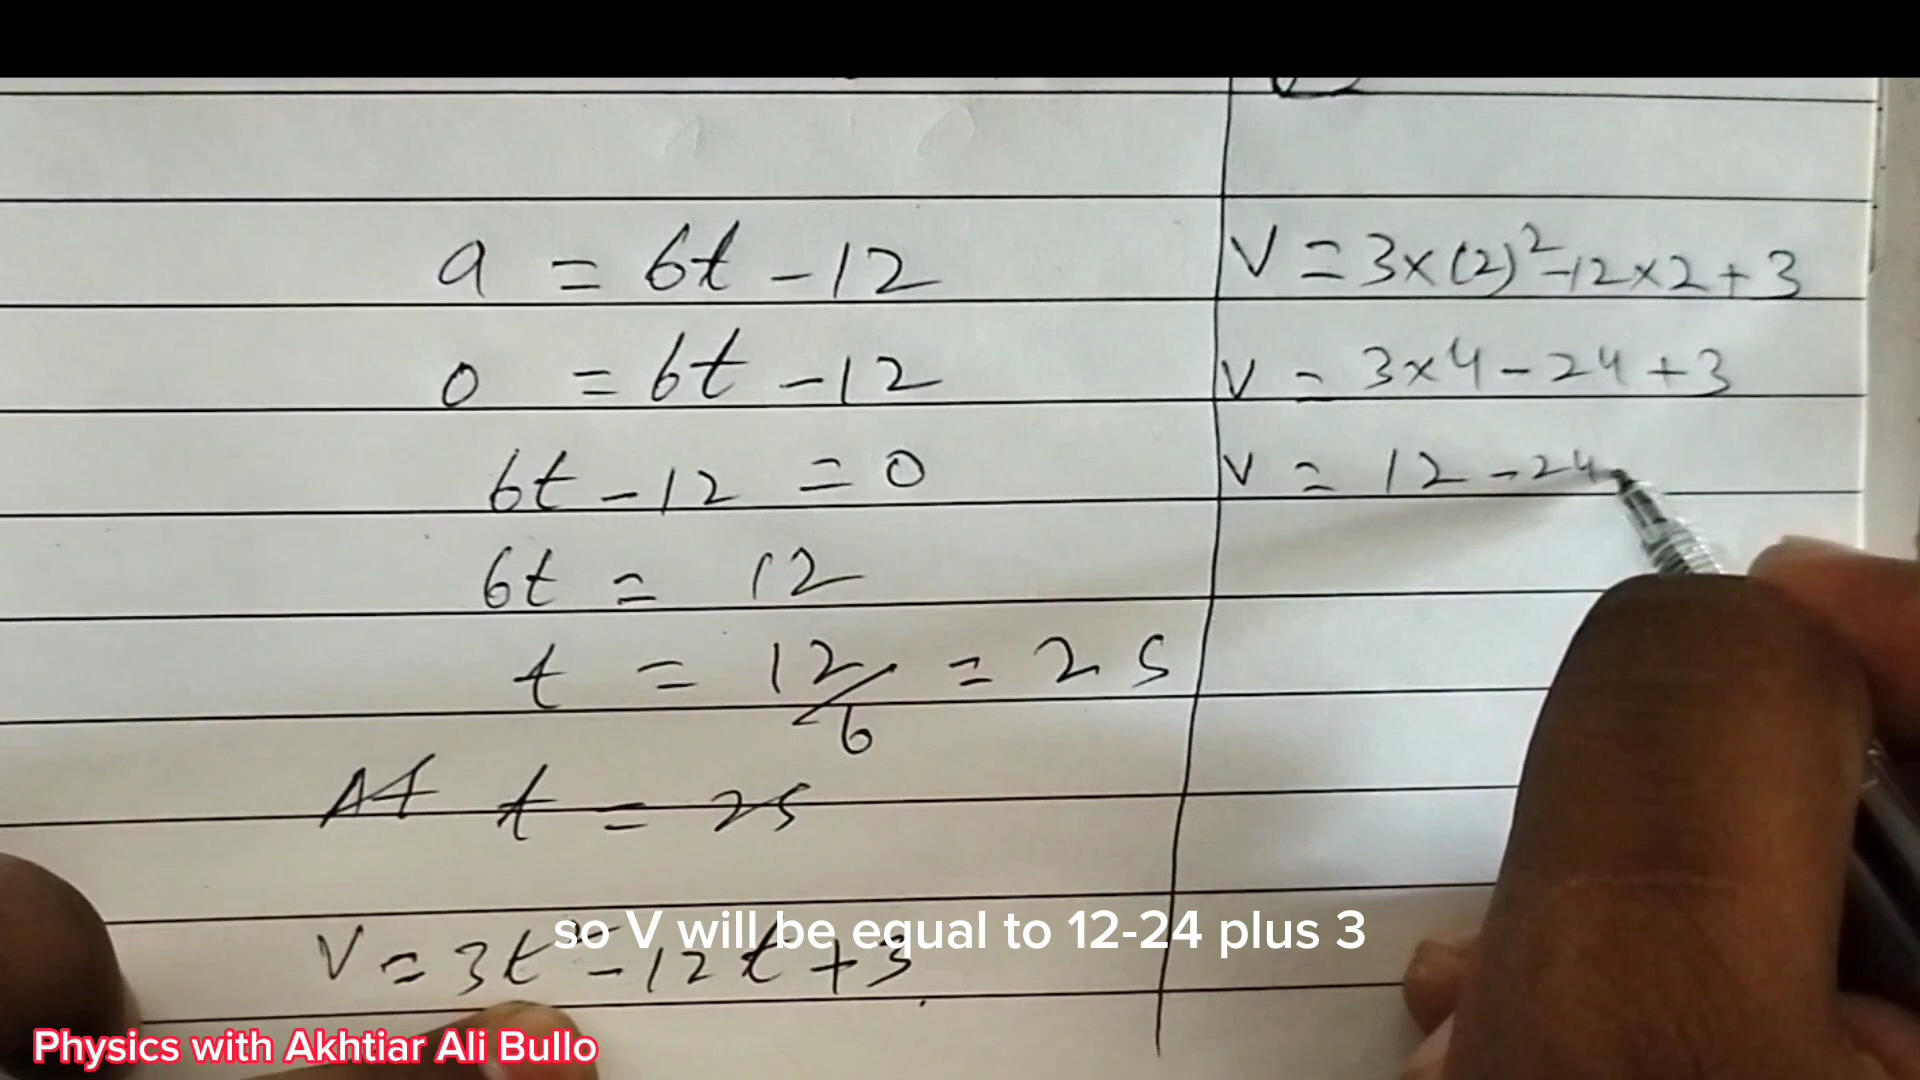 a = 6t - 12
0 = 6t - 12
6t - 12 = 0
6t = 12
t = 12/6 = 2 s
At t = 2s
V = 3t² - 12t + 3
V = 3×(2)² - 12×2 + 3
V = 3×4 - 24 + 3
V = 12 - 24
so V will be equal to 12-24 plus 3
Physics with Akhtiar Ali Bullo